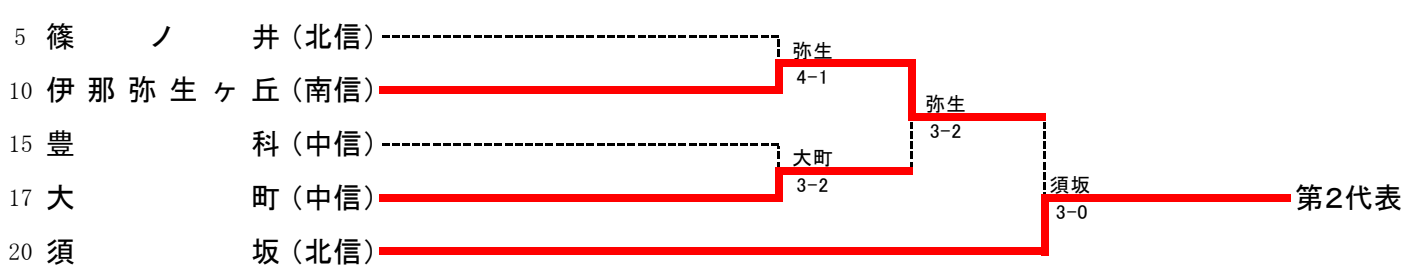 5 篠ノ井（北信）
弥生
4-1
10 伊那弥生ヶ丘（南信）
弥生
3-2
15 豊科（中信）
大町
3-2
17 大町（中信）
須坂
3-0
第2代表
20 須坂（北信）